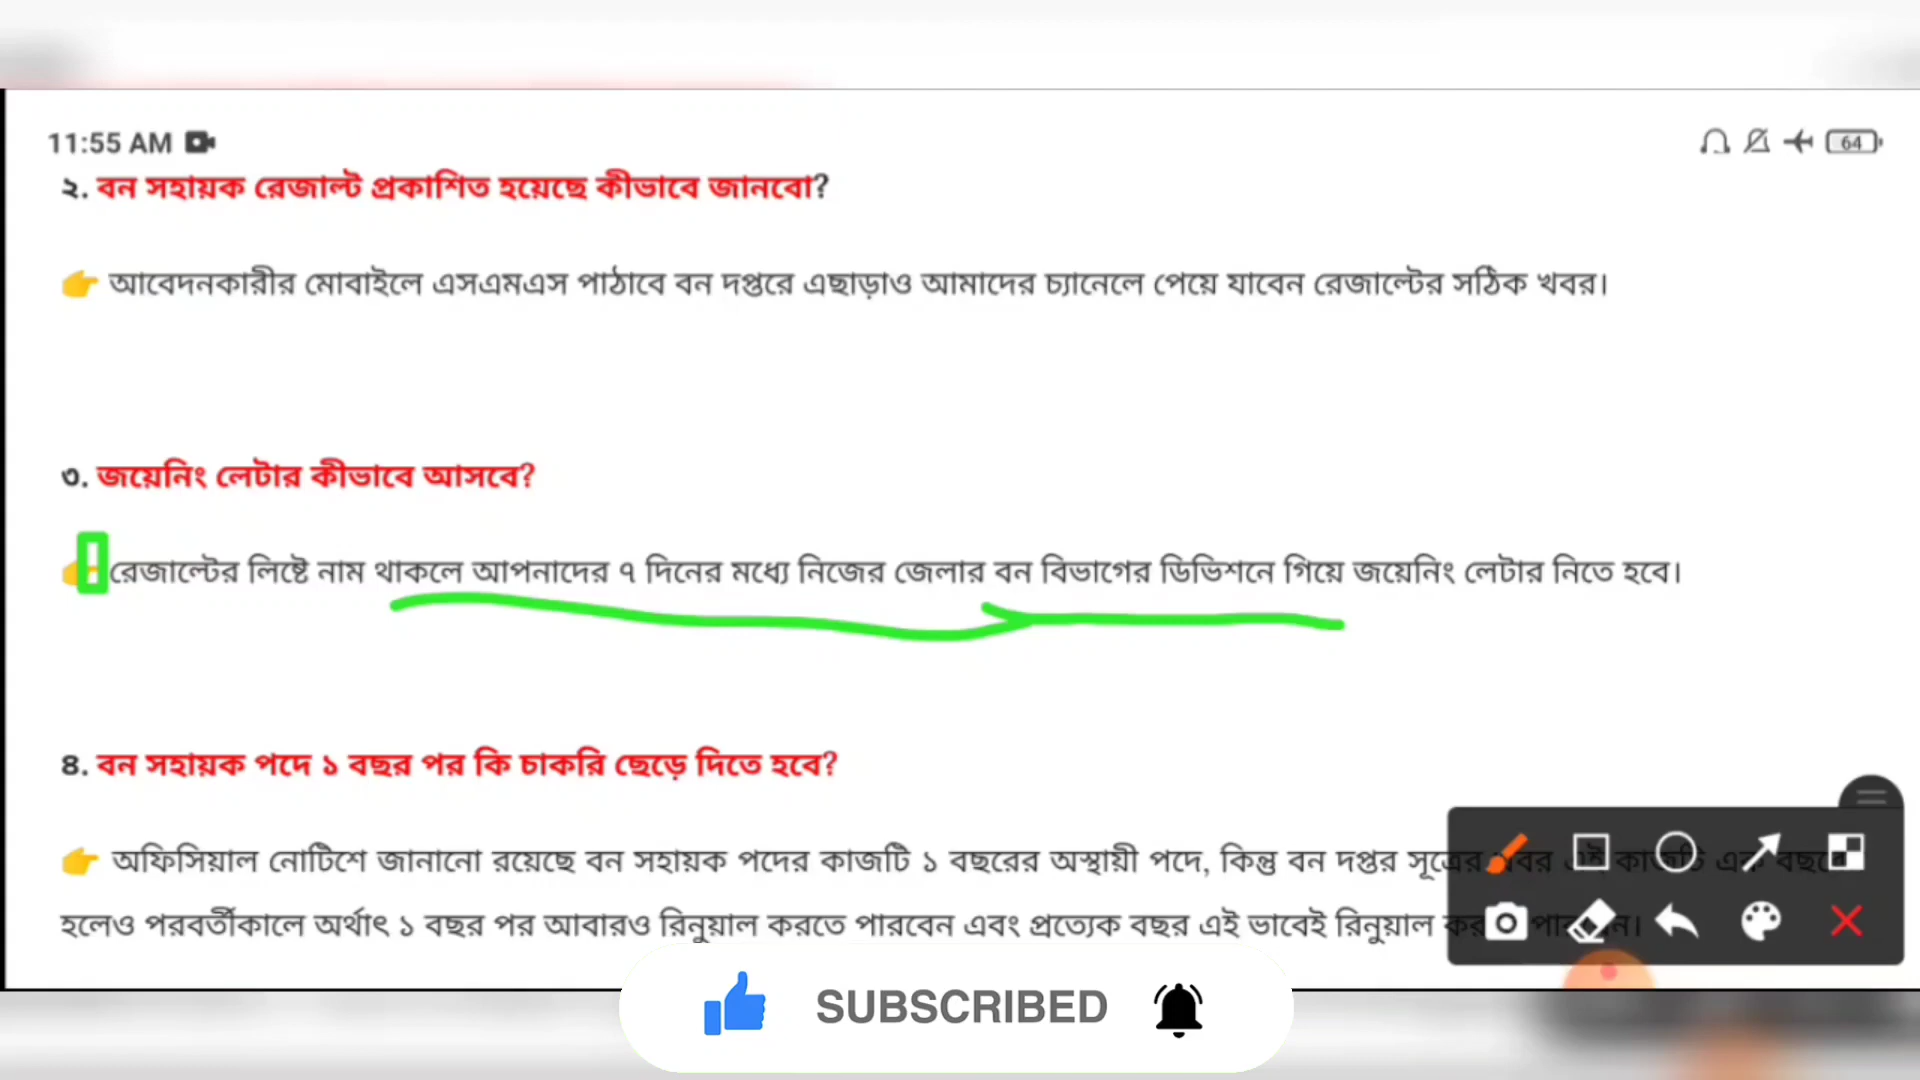 11:55 AM
64
২. বন সহায়ক রেজাল্ট প্রকাশিত হয়েছে কীভাবে জানবো?
👉 আবেদনকারীর মোবাইলে এসএমএস পাঠাবে বন দপ্তরে এছাড়াও আমাদের চ্যানেলে পেয়ে যাবেন রেজাল্টের সঠিক খবর।
৩. জয়েনিং লেটার কীভাবে আসবে?
রেজাল্টের লিষ্টে নাম থাকলে আপনাদের ৭ দিনের মধ্যে নিজের জেলার বন বিভাগের ডিভিশনে গিয়ে জয়েনিং লেটার নিতে হবে।
৪. বন সহায়ক পদে ১ বছর পর কি চাকরি ছেড়ে দিতে হবে?
👉 অফিসিয়াল নোটিশে জানানো রয়েছে বন সহায়ক পদের কাজটি ১ বছরের অস্থায়ী পদে, কিন্তু বন দপ্তর সূত্রের
হলেও পরবর্তীকালে অর্থাৎ ১ বছর পর আবারও রিনুয়াল করতে পারবেন এবং প্রত্যেক বছর এই ভাবেই রিনুয়াল
SUBSCRIBED